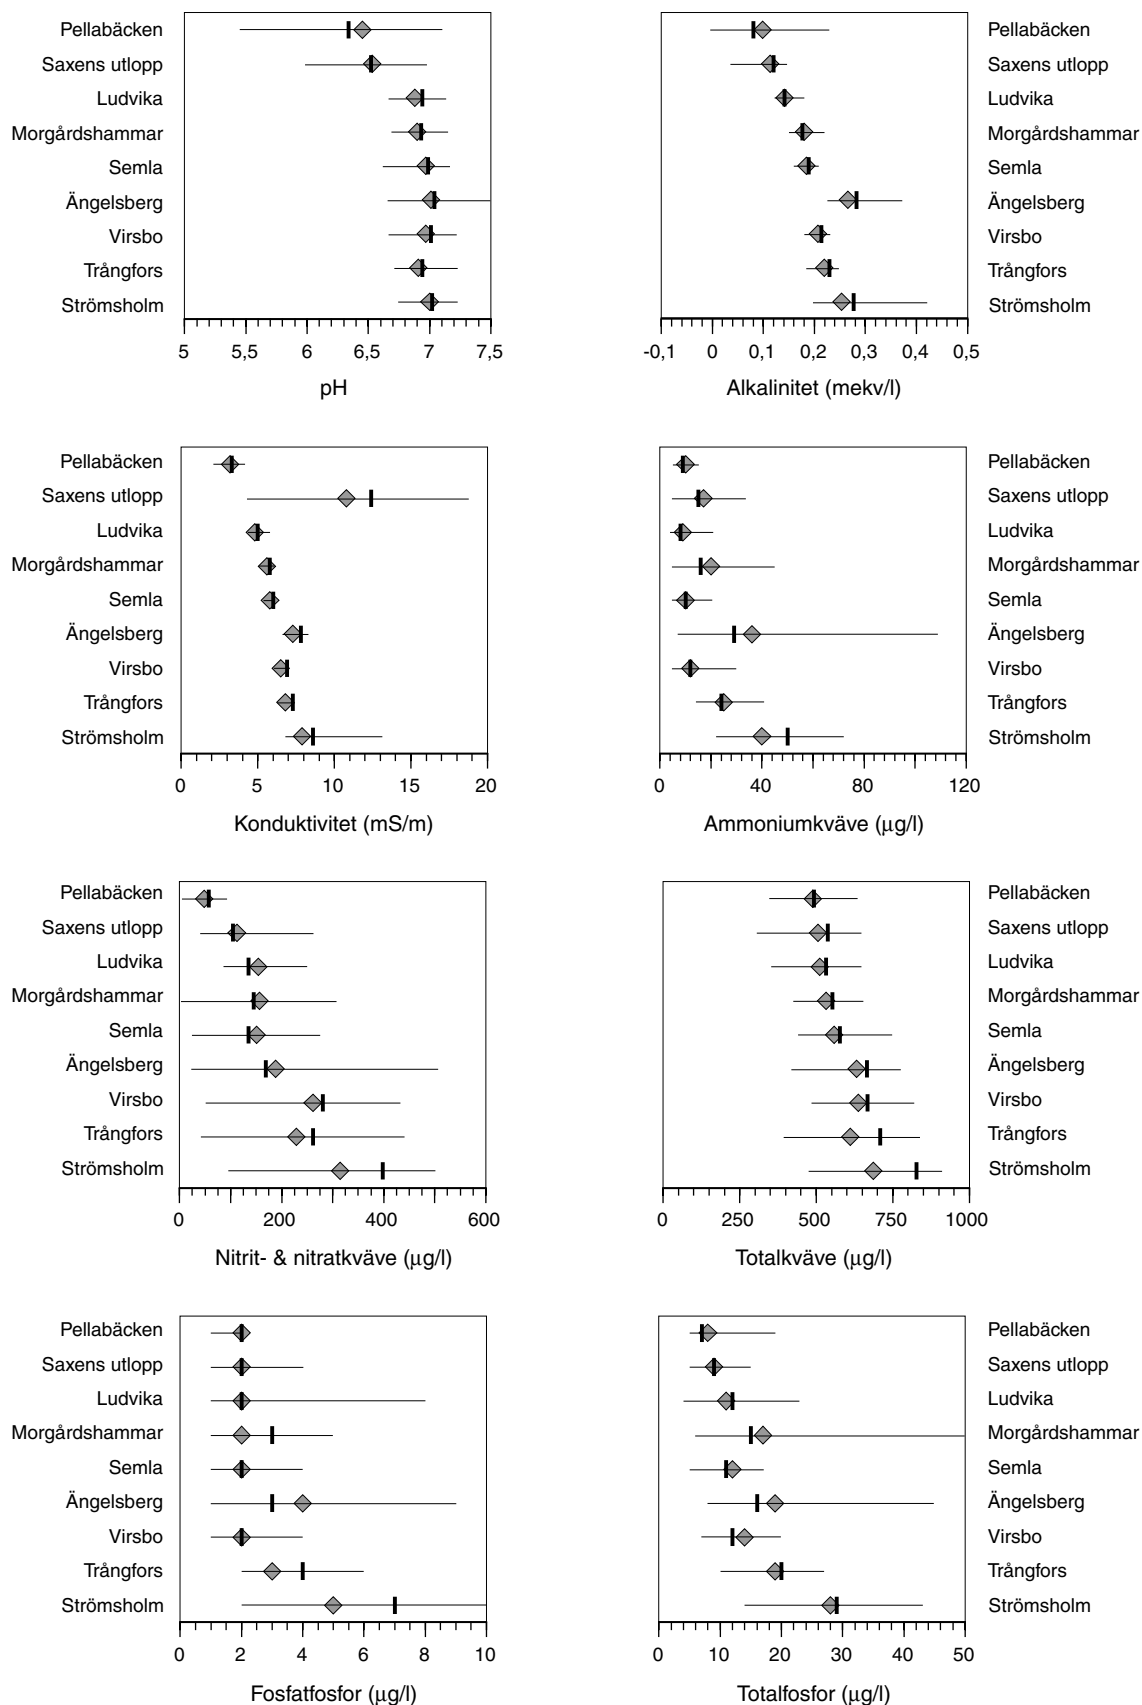 Pellabäcken
Saxens utlopp
Ludvika
Morgårdshammar
Semla
Ängelsberg
Virsbo
Trångfors
Strömsholm
5 5,5 6 6,5 7 7,5
pH
Pellabäcken
Saxens utlopp
Ludvika
Morgårdshammar
Semla
Ängelsberg
Virsbo
Trångfors
Strömsholm
-0,1 0 0,1 0,2 0,3 0,4 0,5
Alkalinitet (mekv/l)
Pellabäcken
Saxens utlopp
Ludvika
Morgårdshammar
Semla
Ängelsberg
Virsbo
Trångfors
Strömsholm
0 5 10 15 20
Konduktivitet (mS/m)
Pellabäcken
Saxens utlopp
Ludvika
Morgårdshammar
Semla
Ängelsberg
Virsbo
Trångfors
Strömsholm
0 40 80 120
Ammoniumkväve (µg/l)
Pellabäcken
Saxens utlopp
Ludvika
Morgårdshammar
Semla
Ängelsberg
Virsbo
Trångfors
Strömsholm
0 200 400 600
Nitrit- & nitratkväve (µg/l)
Pellabäcken
Saxens utlopp
Ludvika
Morgårdshammar
Semla
Ängelsberg
Virsbo
Trångfors
Strömsholm
0 250 500 750 1000
Totalkväve (µg/l)
Pellabäcken
Saxens utlopp
Ludvika
Morgårdshammar
Semla
Ängelsberg
Virsbo
Trångfors
Strömsholm
0 2 4 6 8 10
Fosfatfosfor (µg/l)
Pellabäcken
Saxens utlopp
Ludvika
Morgårdshammar
Semla
Ängelsberg
Virsbo
Trångfors
Strömsholm
0 10 20 30 40 50
Totalfosfor (µg/l)